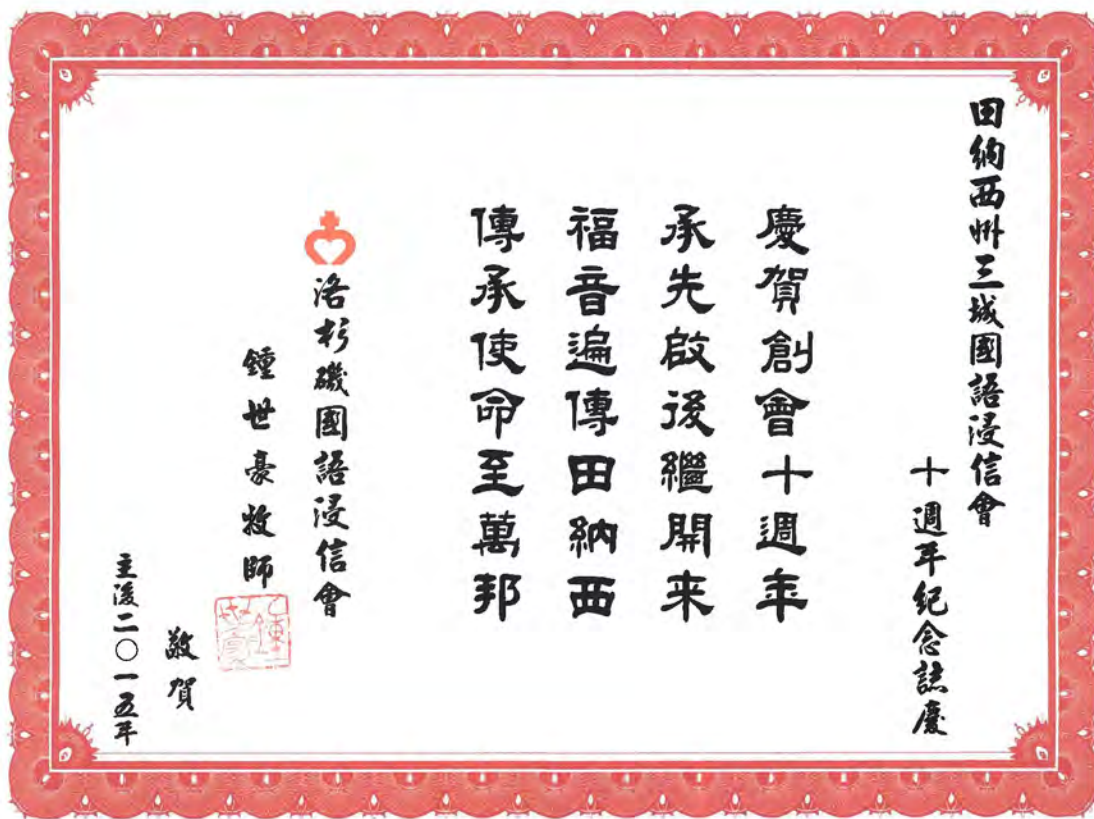 田納西州三城國語浸信會
十週年紀念誌慶
慶賀創會十週年
承先啟後繼開来
福音遍傳田納西
傳承使命至萬邦
洛杉磯國語浸信會
鍾世豪牧師
敬賀
主後二〇一五年